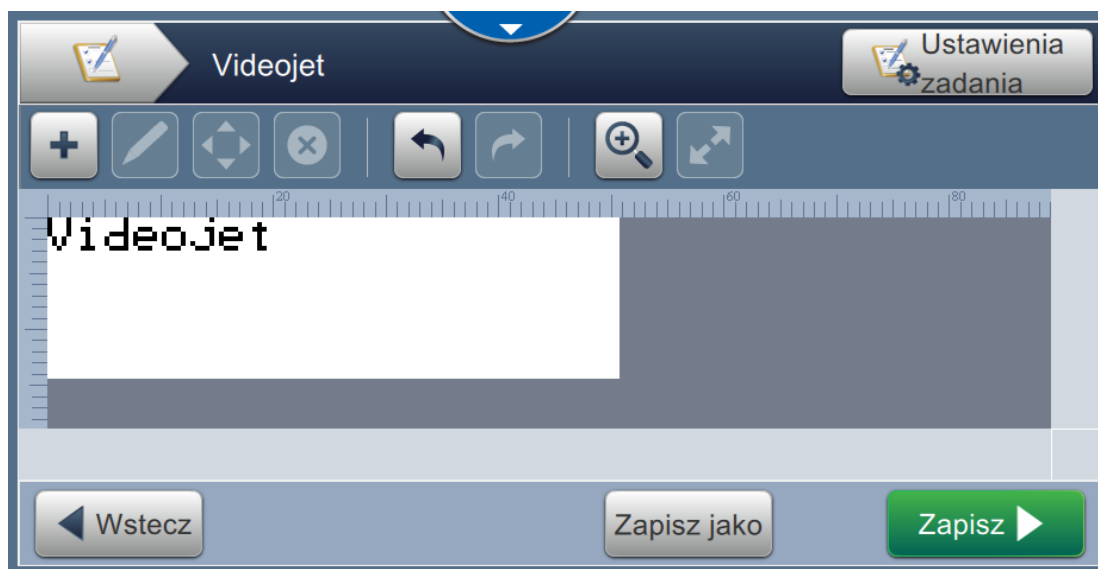 Videojet
Ustawienia
zadania
20 40 60 80
Videojet
Wstecz
Zapisz jako
Zapisz